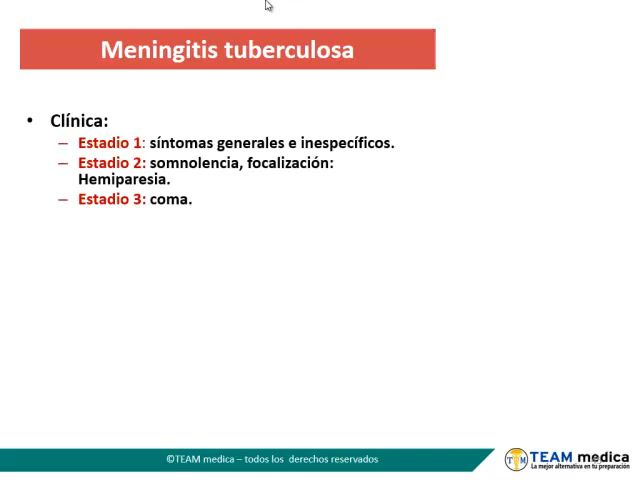 Meningitis tuberculosa
• Clínica:
– Estadio 1: síntomas generales e inespecíficos.
– Estadio 2: somnolencia, focalización:
Hemiparesia.
– Estadio 3: coma.
©TEAM medica – todos los derechos reservados
TM TEAM medica
La mejor alternativa en tu preparación